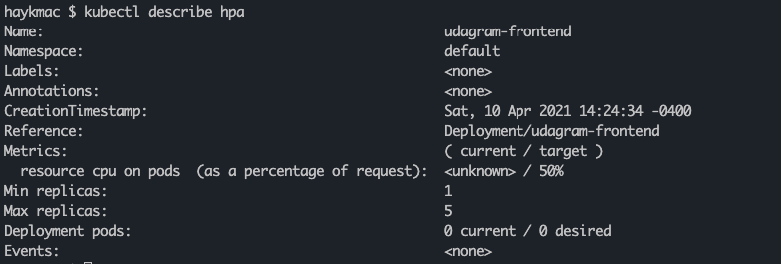 haykmac $ kubectl describe hpa
Name: udagram-frontend
Namespace: default
Labels: <none>
Annotations: <none>
CreationTimestamp: Sat, 10 Apr 2021 14:24:34 -0400
Reference: Deployment/udagram-frontend
Metrics: ( current / target )
  resource cpu on pods  (as a percentage of request): <unknown> / 50%
Min replicas: 1
Max replicas: 5
Deployment pods: 0 current / 0 desired
Events: <none>